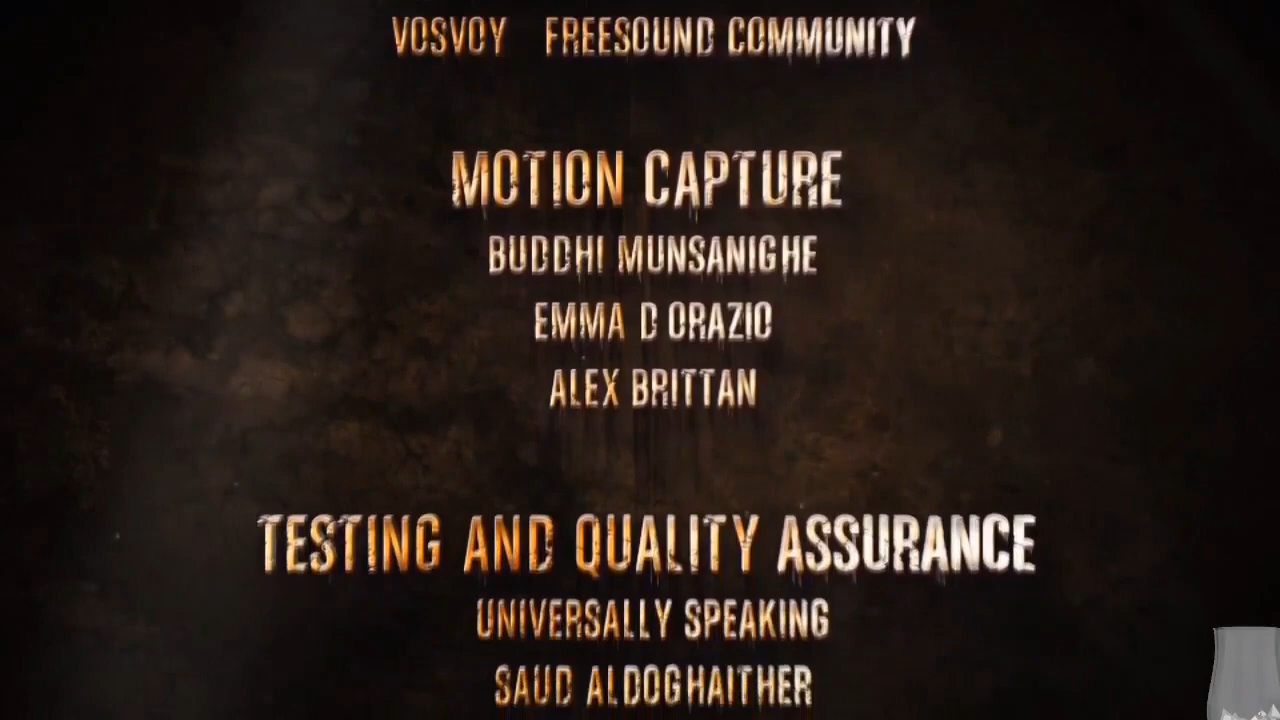 VOSVOY FREESOUND COMMUNITY
MOTION CAPTURE
BUDDHI MUNSANIGHE
EMMA D ORAZIO
ALEX BRITTAN
TESTING AND QUALITY ASSURANCE
UNIVERSALLY SPEAKING
SAUD ALDOGHAITHER